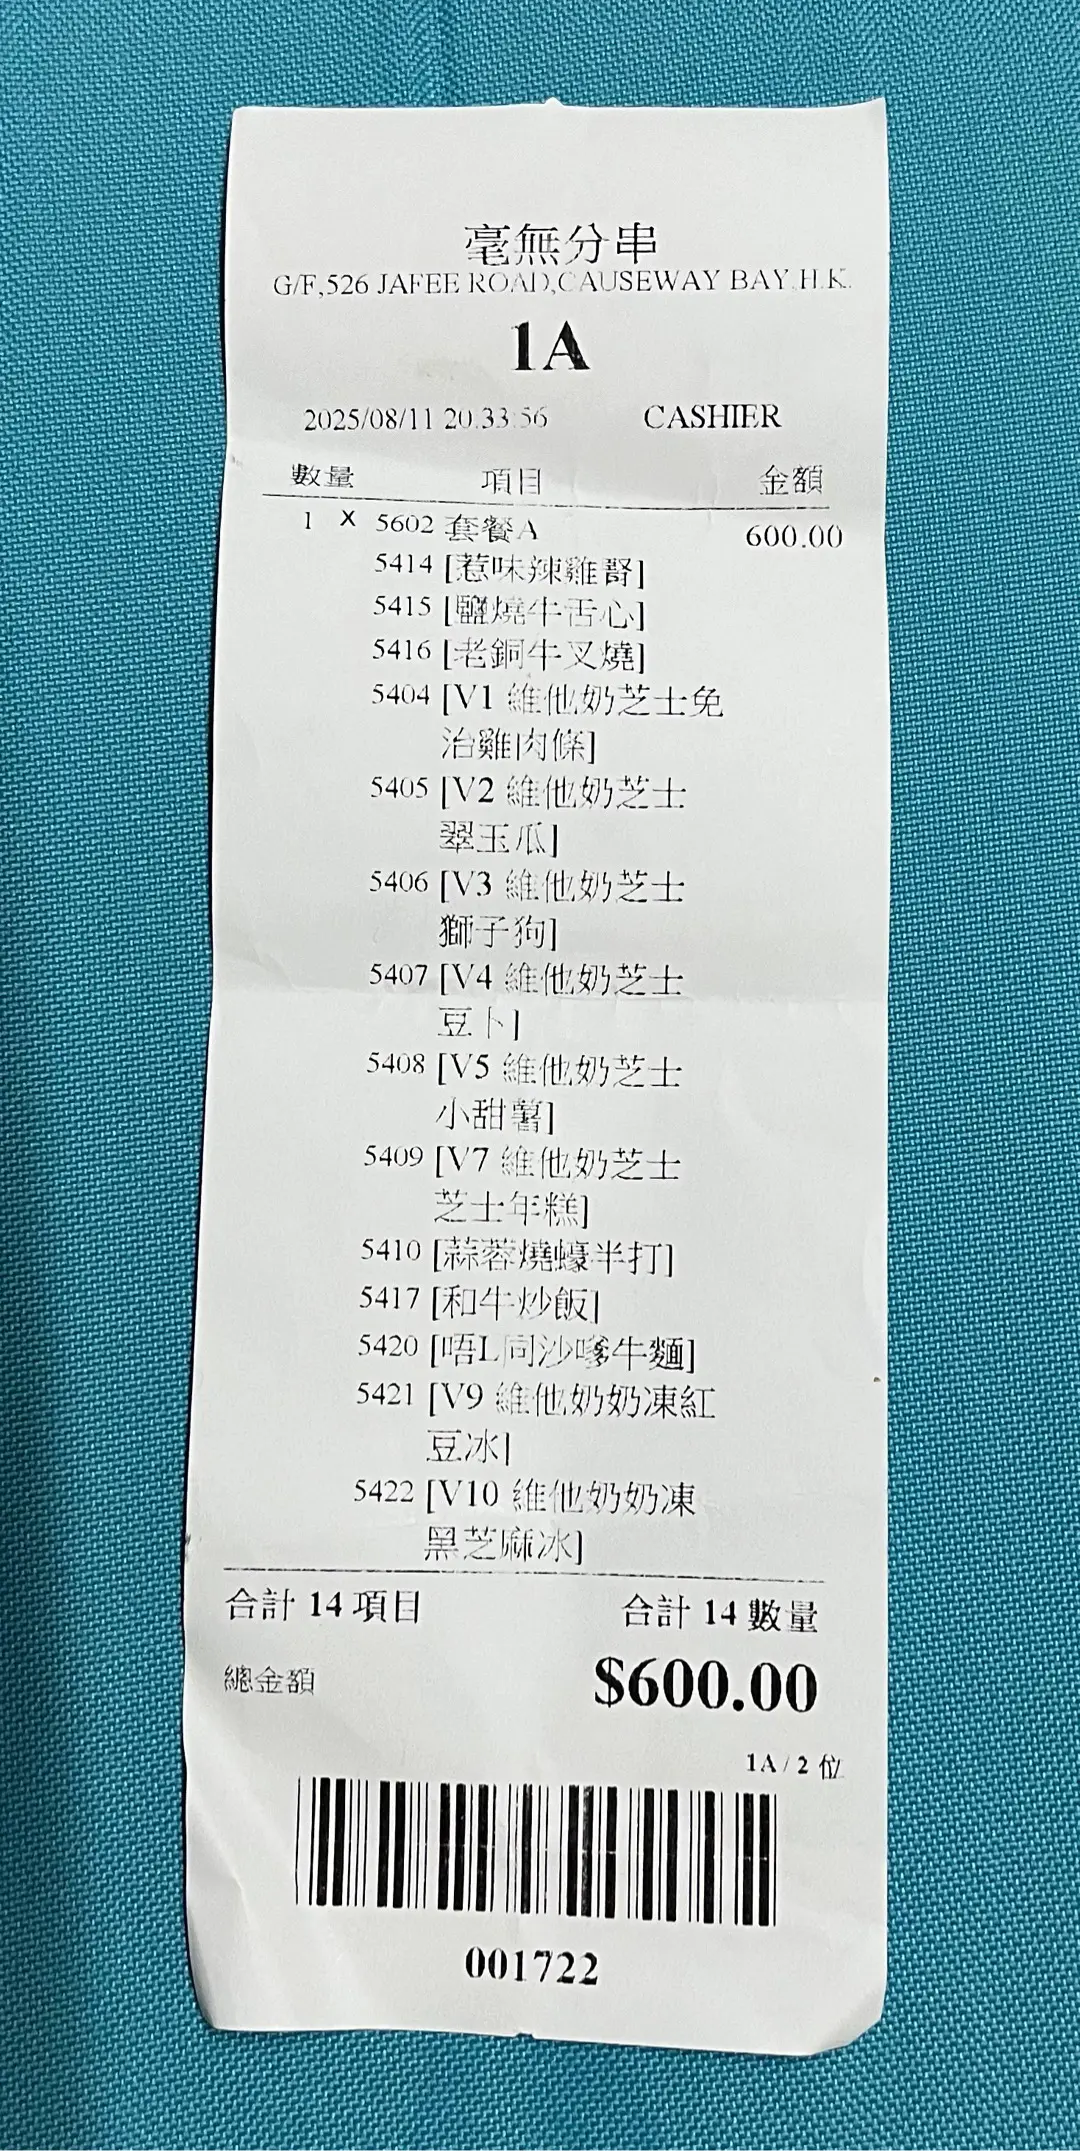 毫無分串
G/F,526 JAFEE ROAD,CAUSEWAY BAY,H.K.
1A
2025/08/11 20:33:56 CASHIER
數量 項目 金額
1 X 5602 套餐A 600.00
5414 [惹味辣雞腎]
5415 [鹽燒牛舌心]
5416 [老銅牛叉燒]
5404 [V1 維他奶芝士免
治雞肉條]
5405 [V2 維他奶芝士
翠玉瓜]
5406 [V3 維他奶芝士
獅子狗]
5407 [V4 維他奶芝士
豆卜]
5408 [V5 維他奶芝士
小甜薯]
5409 [V7 維他奶芝士
芝士年糕]
5410 [蒜蓉燒蠔半打]
5417 [和牛炒飯]
5420 [唔L同沙嗲牛麵]
5421 [V9 維他奶奶凍紅
豆冰]
5422 [V10 維他奶奶凍
黑芝麻冰]
合計 14 項目 合計 14 數量
總金額 $600.00
1A / 2 位
001722